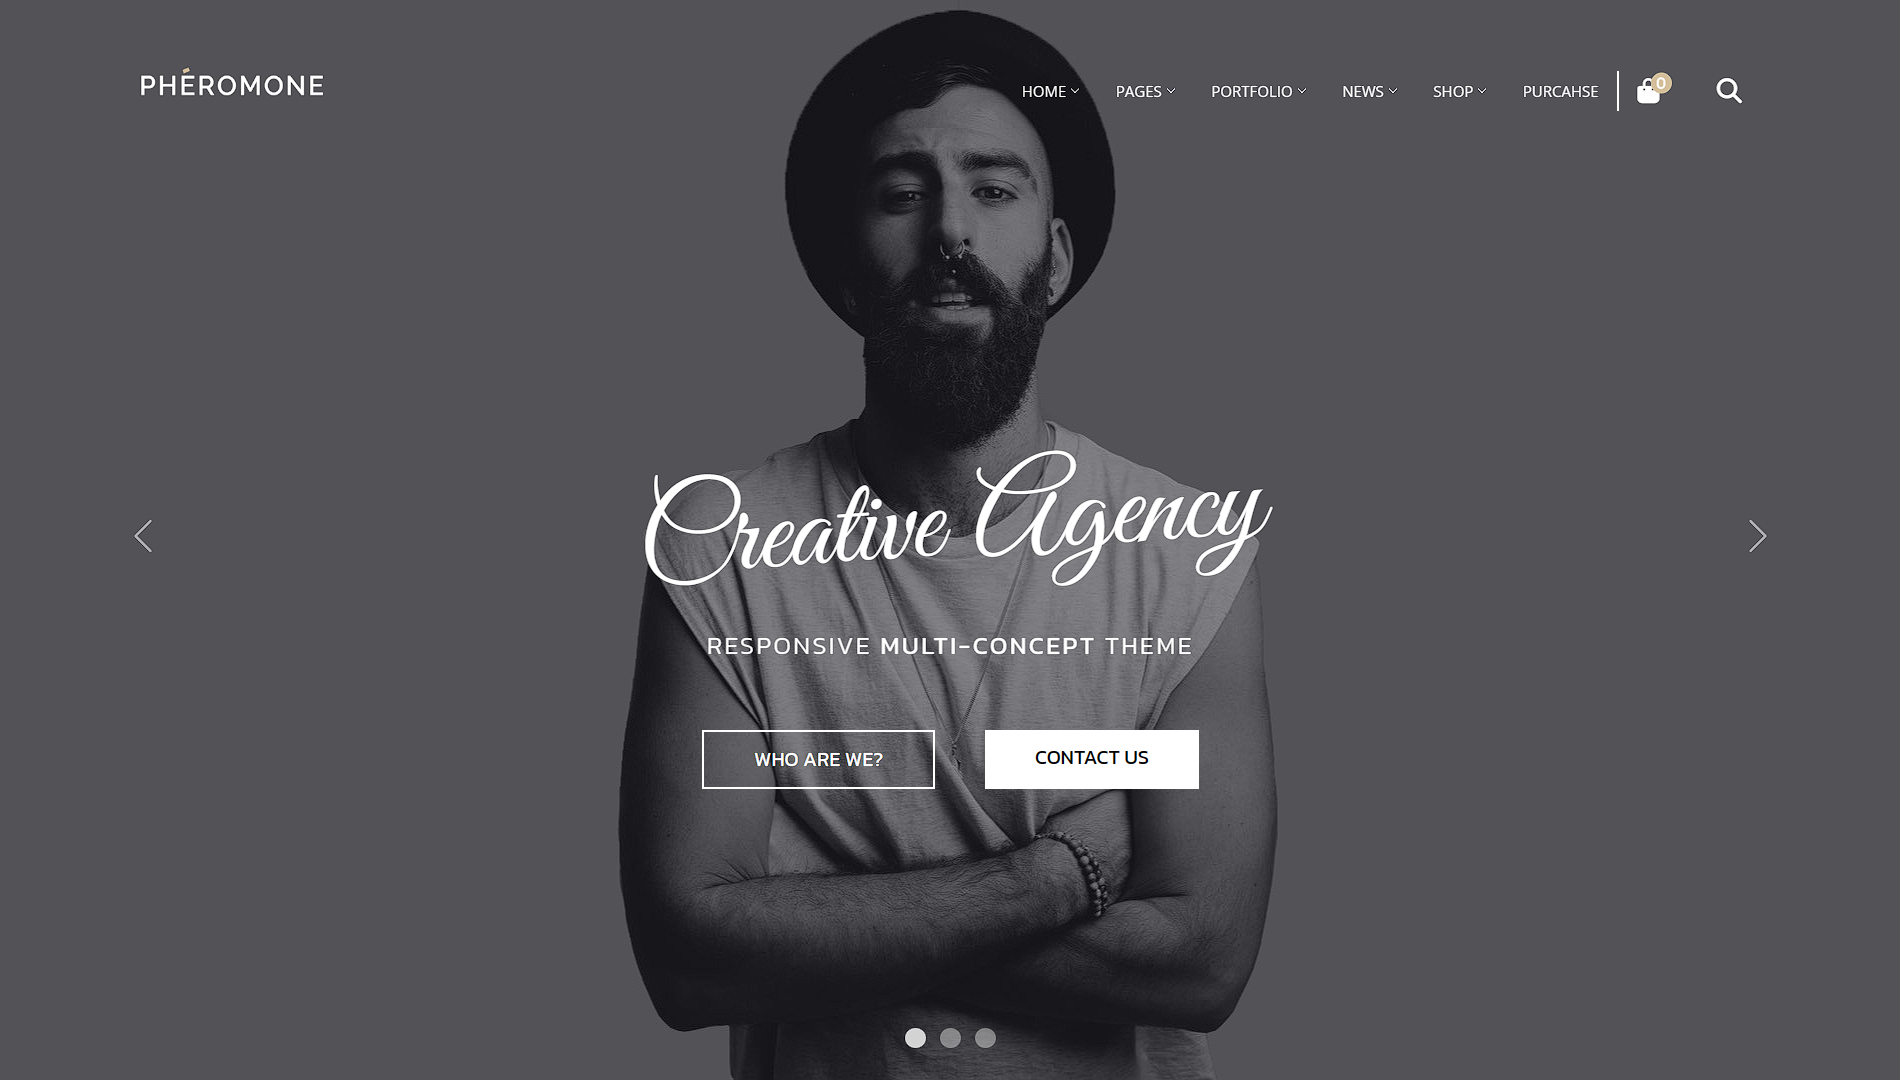 PHÉROMONE
HOME PAGES PORTFOLIO NEWS SHOP PURCAHSE 0
Creative Agency
RESPONSIVE MULTI-CONCEPT THEME
WHO ARE WE? CONTACT US